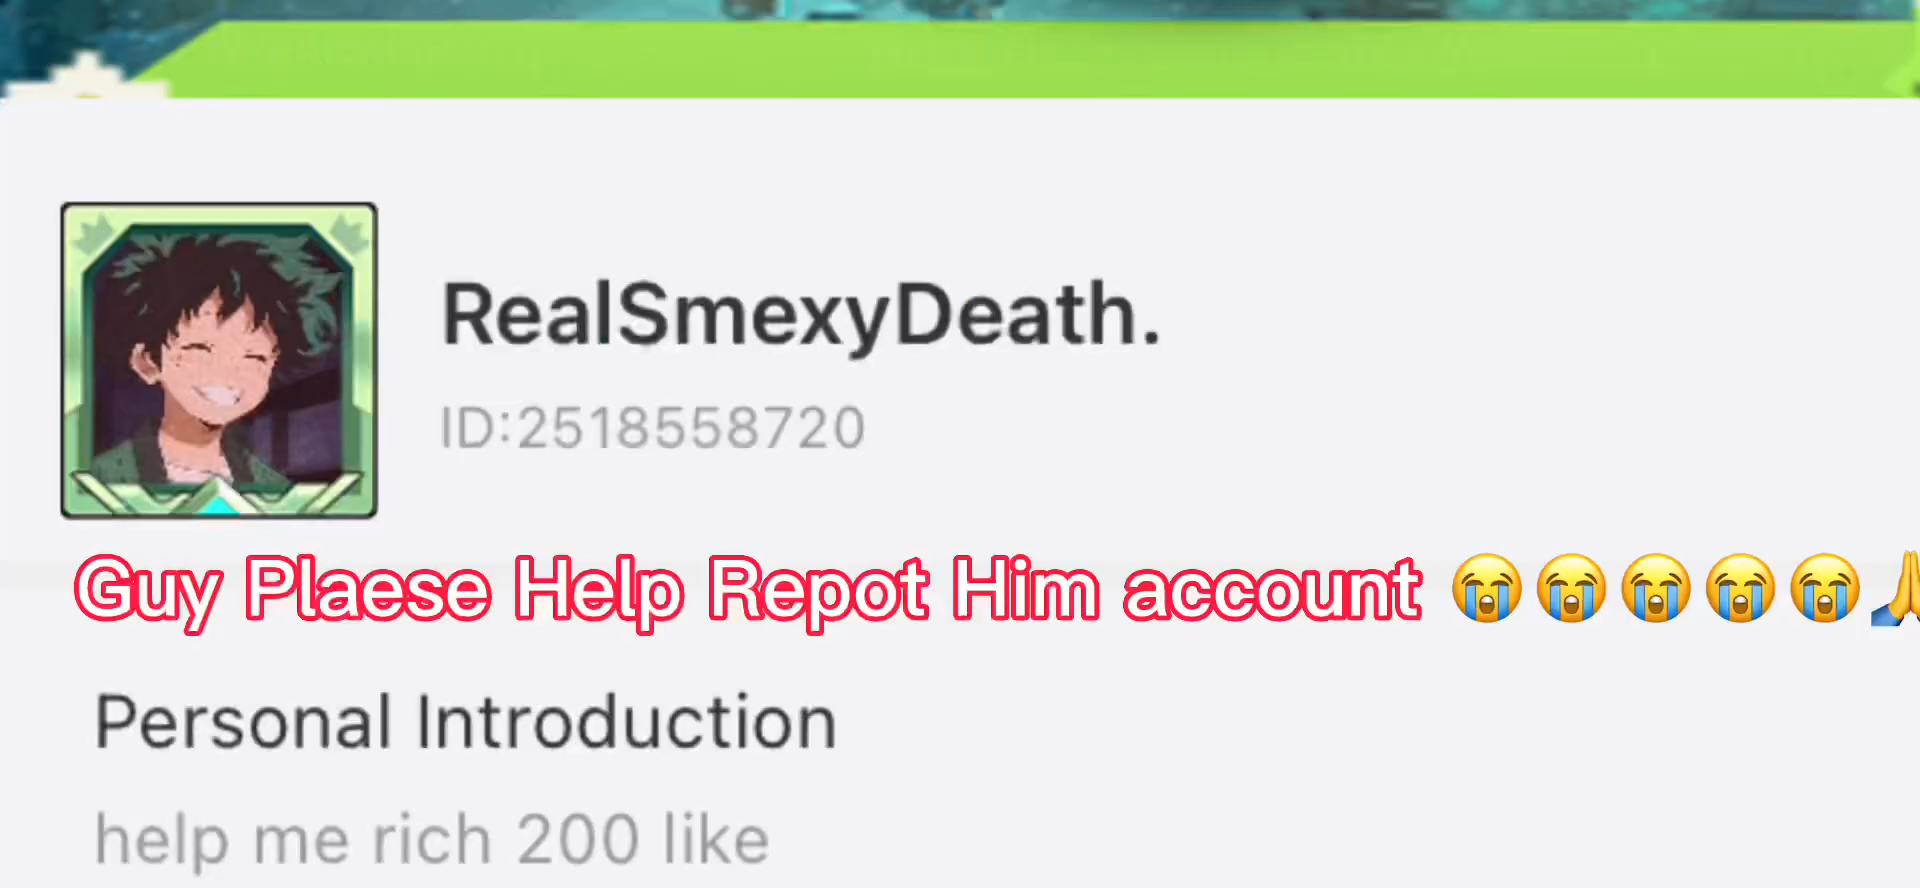 RealSmexyDeath.
ID:2518558720
Guy Plaese Help Repot Him account 😭😭😭😭😭🙏
Personal Introduction
help me rich 200 like